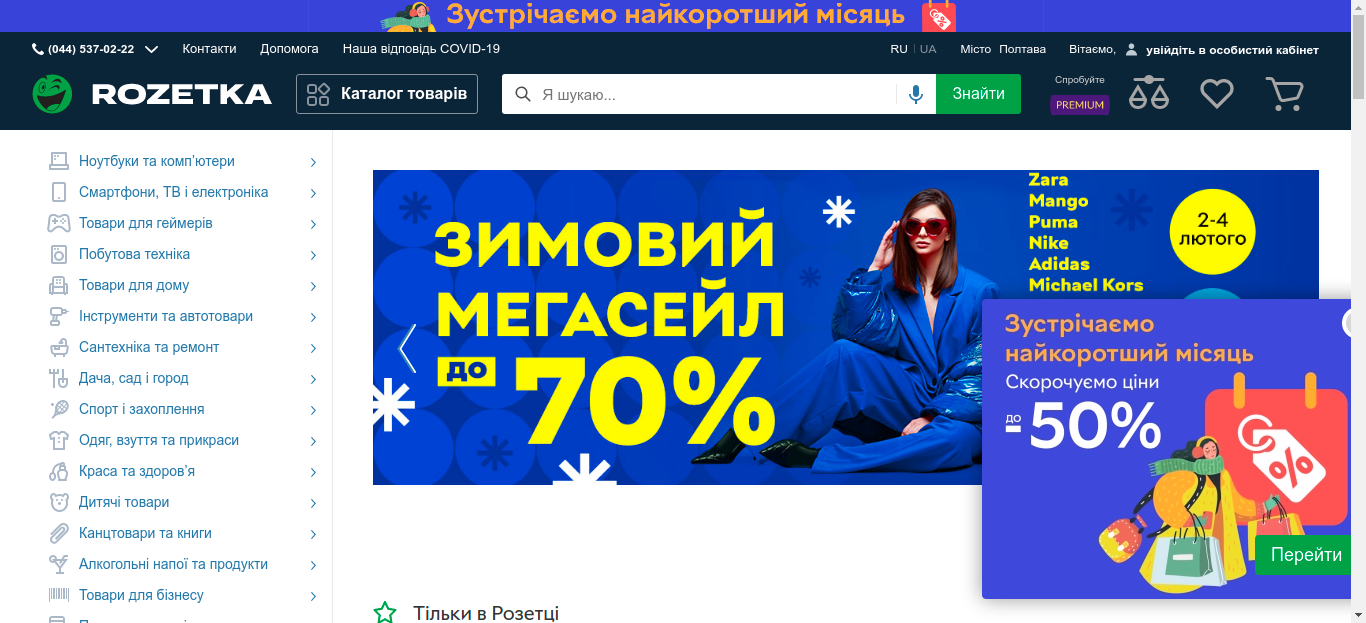 Зустрічаємо найкоротший місяць
(044) 537-02-22 Контакти Допомога Наша відповідь COVID-19 RU UA Місто Полтава Вітаємо, увійдіть в особистий кабінет
ROZETKA
Каталог товарів
Я шукаю...
Знайти
Спробуйте
PREMIUM
Ноутбуки та комп'ютери
Смартфони, ТВ і електроніка
Товари для геймерів
Побутова техніка
Товари для дому
Інструменти та автотовари
Сантехніка та ремонт
Дача, сад і город
Спорт і захоплення
Одяг, взуття та прикраси
Краса та здоров'я
Дитячі товари
Канцтовари та книги
Алкогольні напої та продукти
Товари для бізнесу
ЗИМОВИЙ
МЕГАСЕЙЛ
до 70%
Zara
Mango
Puma
Nike
Adidas
Michael Kors
2-4
ЛЮТОГО
Зустрічаємо
найкоротший місяць
Скорочуємо ціни
до -50%
%
Перейти
Тільки в Розетці